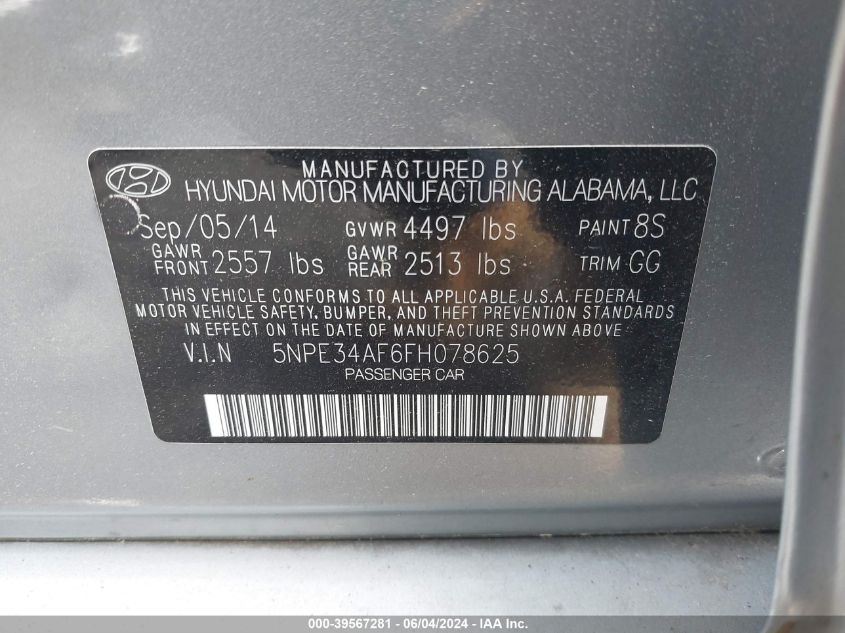 MANUFACTURED BY
HYUNDAI MOTOR MANUFACTURING ALABAMA, LLC
Sep/05/14 GVWR 4497 lbs PAINT 8S
GAWR FRONT 2557 lbs GAWR REAR 2513 lbs TRIM GG
THIS VEHICLE CONFORMS TO ALL APPLICABLE U.S.A. FEDERAL
MOTOR VEHICLE SAFETY, BUMPER, AND THEFT PREVENTION STANDARDS
IN EFFECT ON THE DATE OF MANUFACTURE SHOWN ABOVE
V.I.N 5NPE34AF6FH078625
PASSENGER CAR
000-39567281 - 06/04/2024 - IAA Inc.